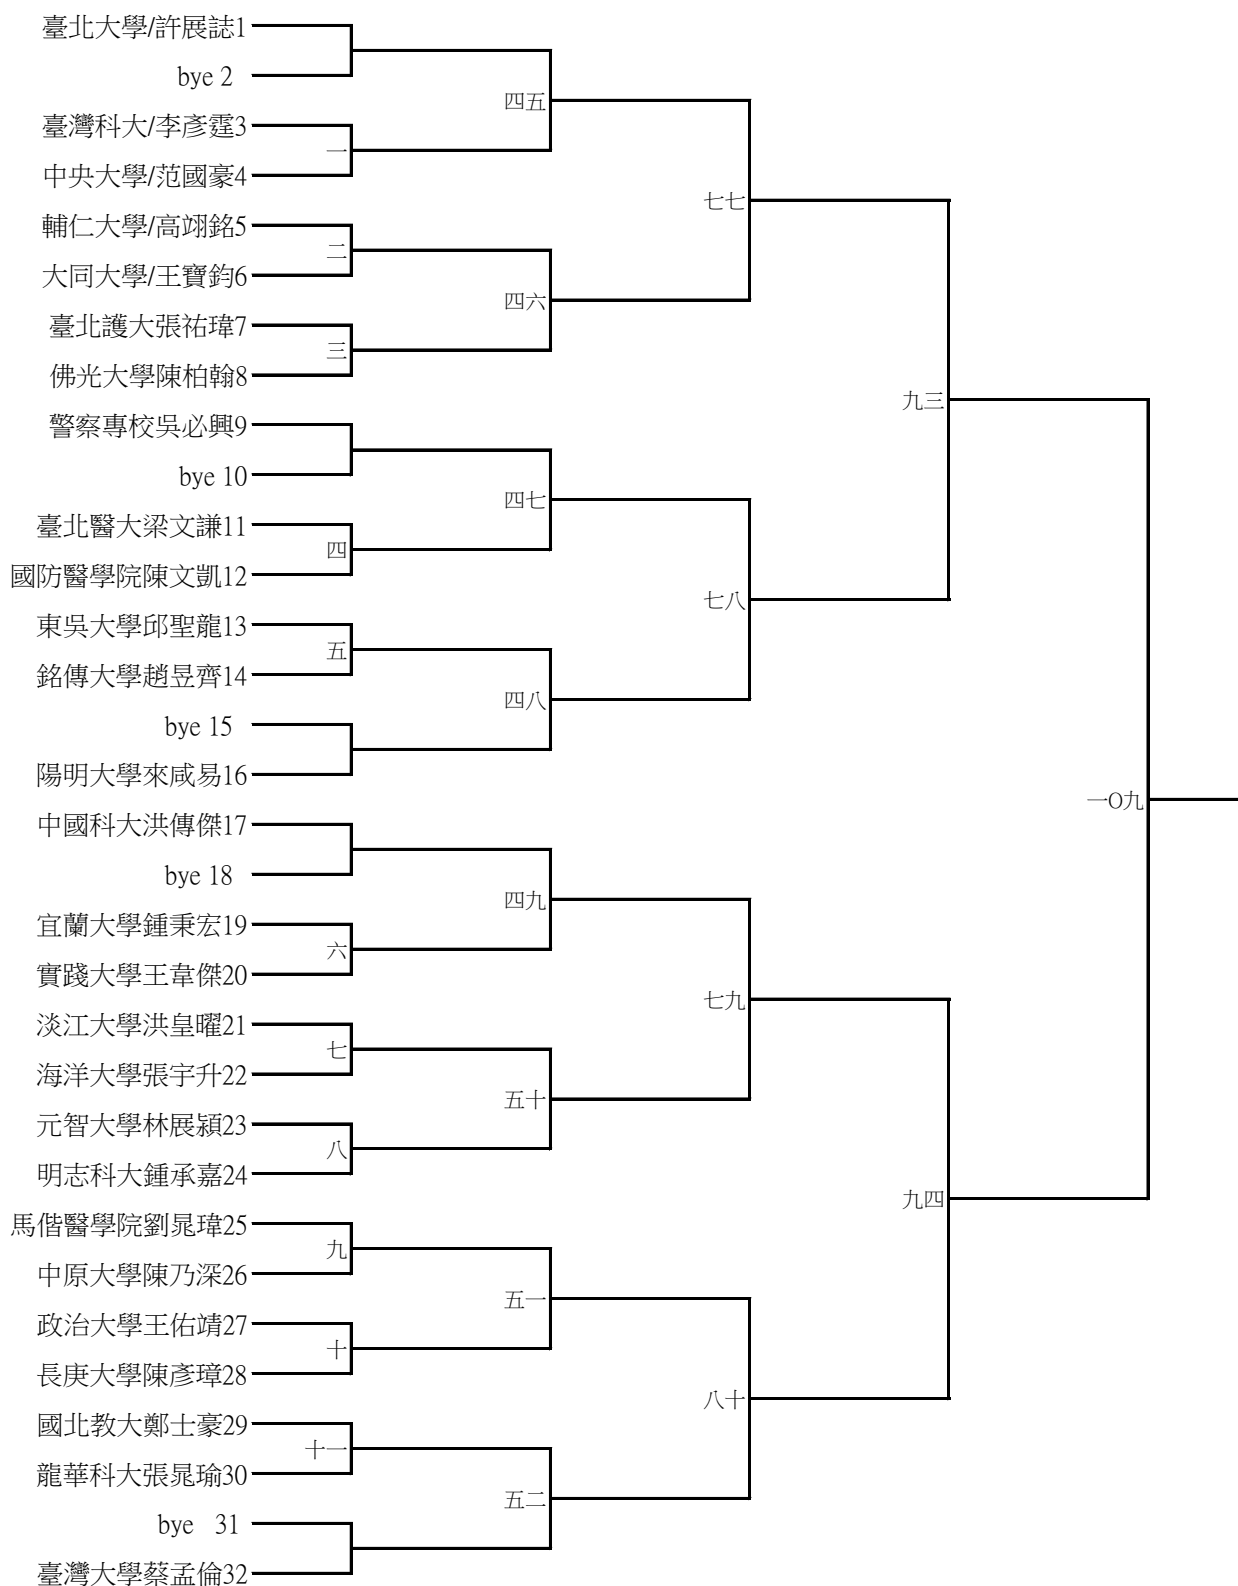 臺北大學/許展誌1
bye 2
四五
臺灣科大/李彥霆3
一
中央大學/范國豪4
七七
輔仁大學/高翊銘5
二
大同大學/王寶鈞6
四六
臺北護大張祐瑋7
三
佛光大學陳柏翰8
九三
警察專校吳必興9
bye 10
四七
臺北醫大梁文謙11
四
國防醫學院陳文凱12
七八
東吳大學邱聖龍13
五
銘傳大學趙昱齊14
四八
bye 15
陽明大學來咸易16
一O九
中國科大洪傳傑17
bye 18
四九
宜蘭大學鍾秉宏19
六
實踐大學王韋傑20
七九
淡江大學洪皇曜21
七
海洋大學張宇升22
五十
元智大學林展潁23
八
明志科大鍾承嘉24
九四
馬偕醫學院劉晁瑋25
九
中原大學陳乃深26
五一
政治大學王佑靖27
十
長庚大學陳彥璋28
八十
國北教大鄭士豪29
十一
龍華科大張晁瑜30
五二
bye 31
臺灣大學蔡孟倫32